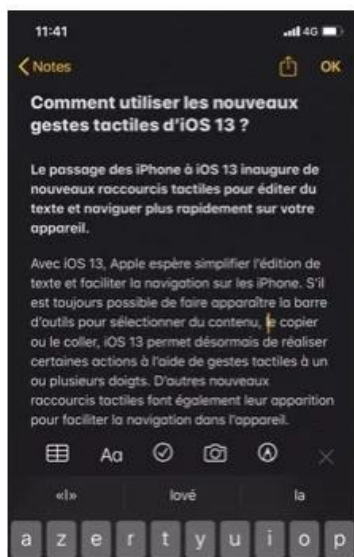 11:41
4G
Notes
OK
Comment utiliser les nouveaux
gestes tactiles d'iOS 13 ?
Le passage des iPhone à iOS 13 inaugure de
nouveaux raccourcis tactiles pour éditer du
texte et naviguer plus rapidement sur votre
appareil.
Avec iOS 13, Apple espère simplifier l'édition de
texte et faciliter la navigation sur les iPhone. S'il
est toujours possible de faire apparaître la barre
d'outils pour sélectionner du contenu, le copier
ou le coller, iOS 13 permet désormais de réaliser
certaines actions à l'aide de gestes tactiles à un
ou plusieurs doigts. D'autres nouveaux
raccourcis tactiles font également leur apparition
pour faciliter la navigation dans l'appareil.
Aa
«l» lové la
a z e r t y u i o p